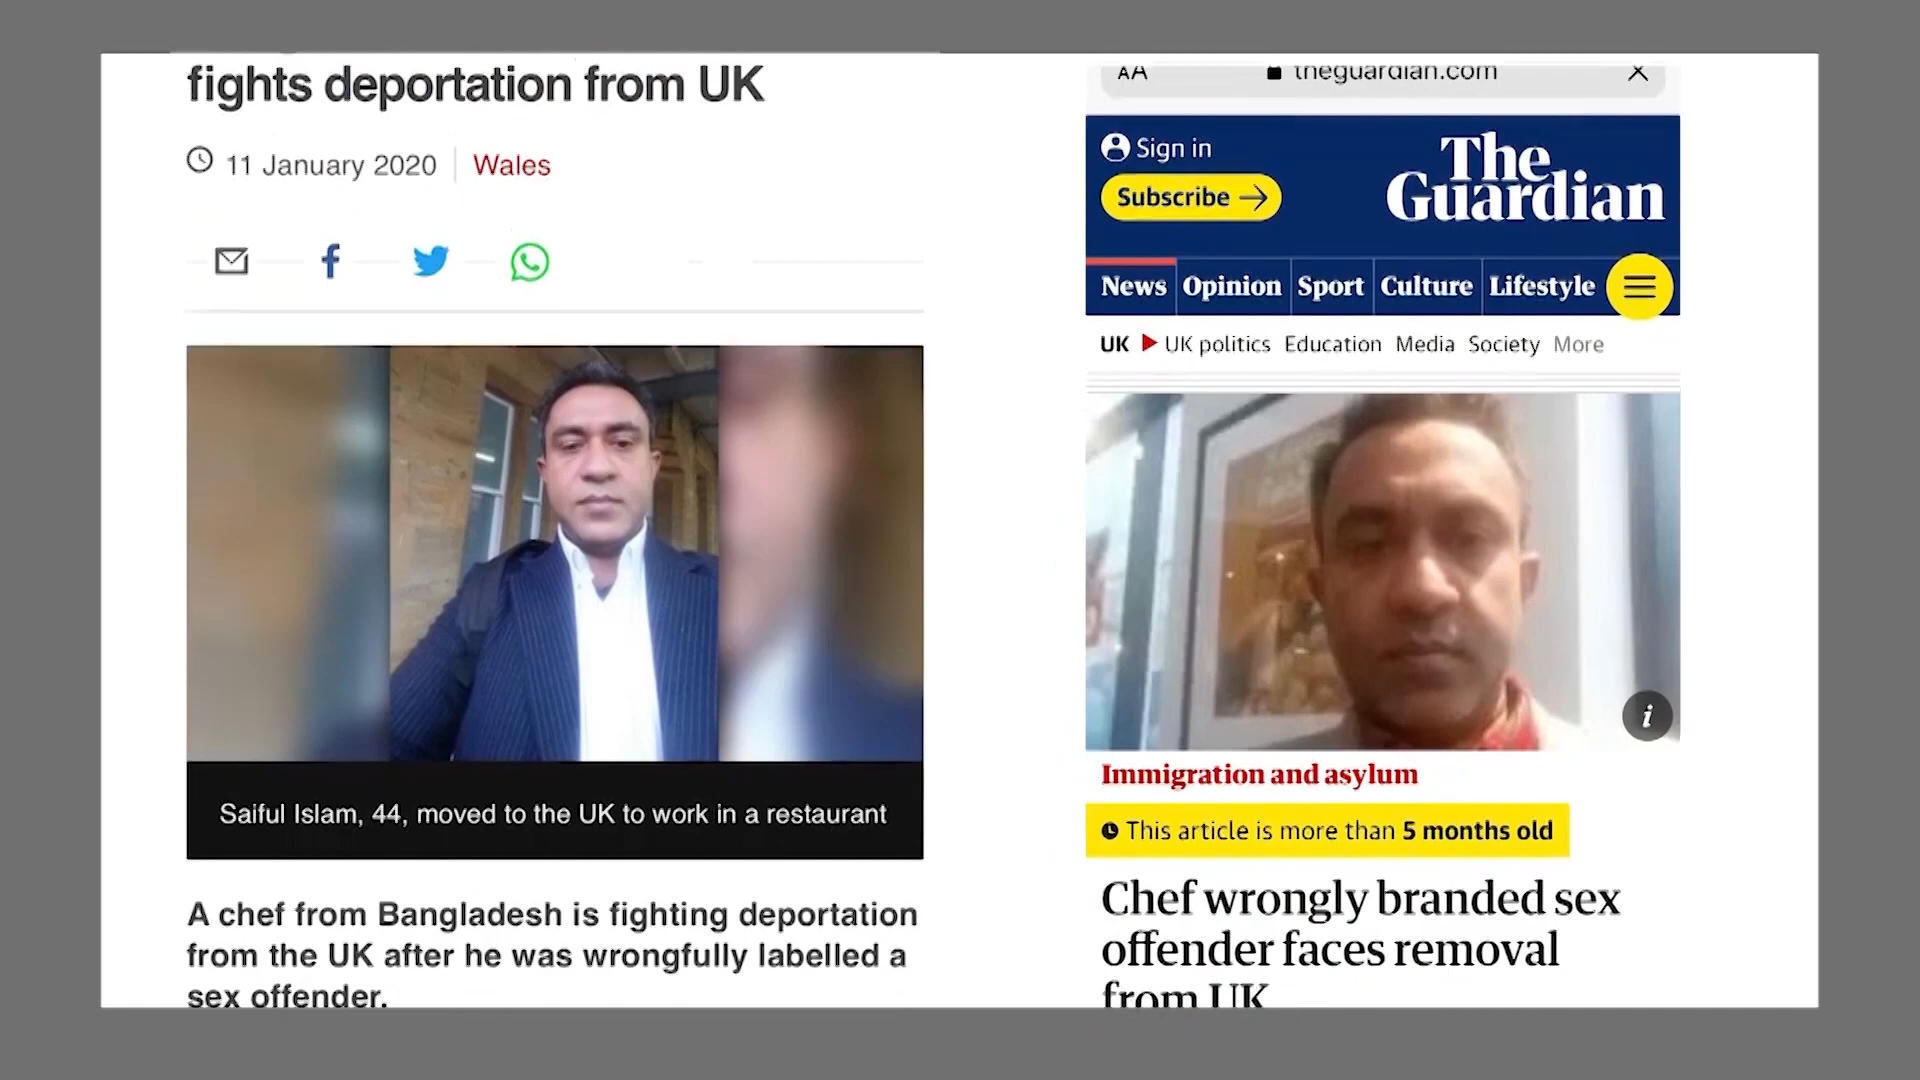 fights deportation from UK
11 January 2020
Wales
Saiful Islam, 44, moved to the UK to work in a restaurant
A chef from Bangladesh is fighting deportation
from the UK after he was wrongfully labelled a
sex offender.
AA theguardian.com
Sign in
Subscribe
The
Guardian
News Opinion Sport Culture Lifestyle
UK UK politics Education Media Society More
i
Immigration and asylum
This article is more than 5 months old
Chef wrongly branded sex
offender faces removal
from UK